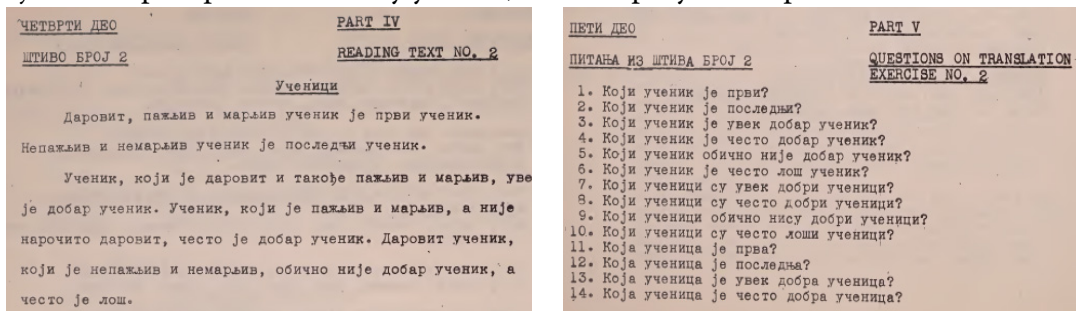 ЧЕТВРТИ ДЕО
PART IV
ШТИВО БРОЈ 2
READING TEXT NO. 2
Ученици
Даровит, пажљив и марљив ученик је први ученик.
Непажљив и немарљив ученик је последњи ученик.
Ученик, који је даровит и такође пажљив и марљив, уве
је добар ученик. Ученик, који је пажљив и марљив, а није
нарочито даровит, често је добар ученик. Даровит ученик,
који је непажљив и немарљив, обично није добар ученик, а
често је лош.
ПЕТИ ДЕО
PART V
ПИТАЊА ИЗ ШТИВА БРОЈ 2
QUESTIONS ON TRANSLATION
EXERCISE NO. 2
1. Који ученик је први?
2. Који ученик је последњи?
3. Који ученик је увек добар ученик?
4. Који ученик је често добар ученик?
5. Који ученик обично није добар ученик?
6. Који ученик је често лош ученик?
7. Који ученици су увек добри ученици?
8. Који ученици су често добри ученици?
9. Који ученици обично нису добри ученици?
10. Који ученици су често лоши ученици?
11. Која ученица је прва?
12. Која ученица је последња?
13. Која ученица је увек добра ученица?
14. Која ученица је често добра ученица?